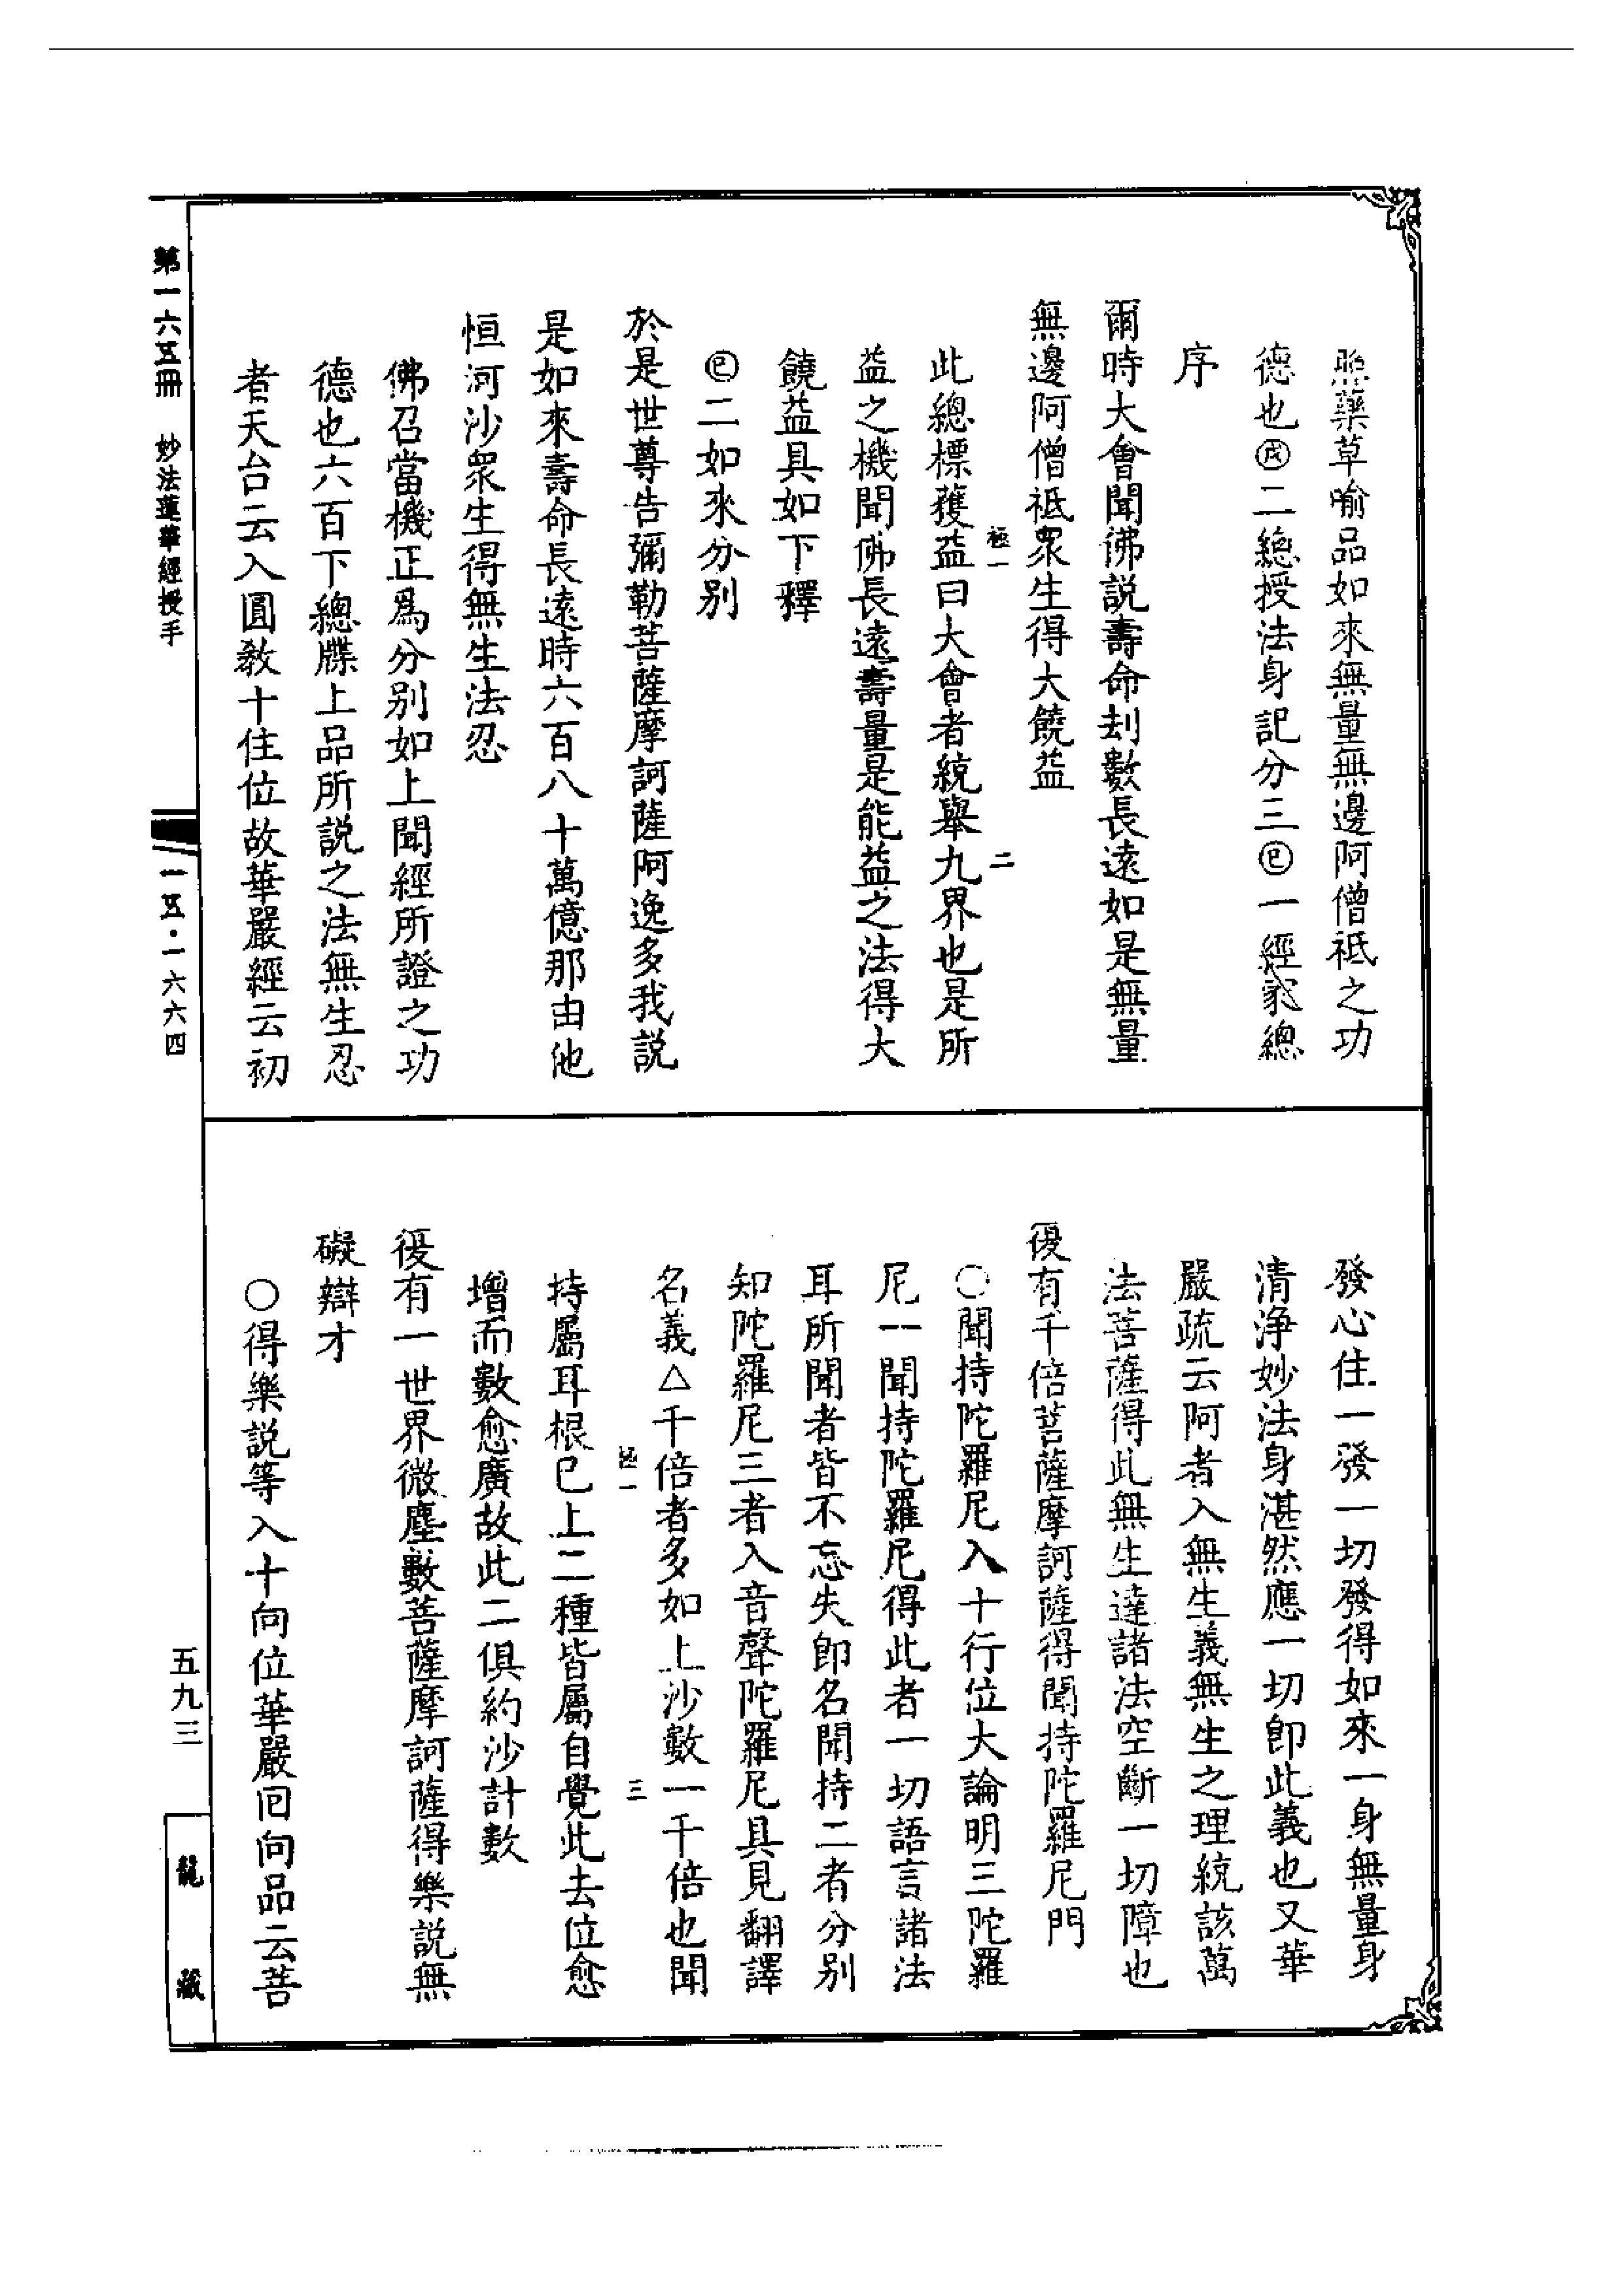 照藥草喻品如來無量無邊阿僧祗之功
德也㊛二總授法身記分三㊁一經家總
序
爾時大會聞佛説壽命刦數長遠如是無量
無邊阿僧祗眾生得大饒益
極一
二
此總標獲益曰大會者統舉九界也是所
益之機聞佛長遠壽量是能益之法得大
饒益具如下釋
二如來分别
於是世尊告彌勒菩薩摩訶薩阿逸多我説
是如來壽命長遠時六百八十萬億那由他
恒河沙眾生得無生法忍
佛召當機正爲分别如上聞經所證之功
德也六百下總牒上品所説之法無生忍
者天台云入圓教十住位故華嚴經云初
發心住一發一切發得如來一身無量身
清淨妙法身湛然應一切卽此義也又華
嚴疏云阿者入無生義無生之理統該萬
法菩薩得此無生達諸法空斷一切障也
復有千倍菩薩摩訶薩得聞持陀羅尼門
○聞持陀羅尼入十行位大論明三陀羅
尼一聞持陀羅尼得此者一切語言諸法
耳所聞者皆不忘失卽名聞持二者分别
知陀羅尼三者入音聲陀羅尼具見翻譯
名義△千倍者多如上沙數一千倍也聞
極一
三
持屬耳根已上二種皆屬自覺此去位愈
增而數愈廣故此二俱約沙計數
復有一世界微塵數菩薩摩訶薩得樂説無
礙辯才
○得樂説等入十向位華嚴回向品云菩
第一六五冊 妙法蓮華經授手
一五·一六六四
五九三
龍藏